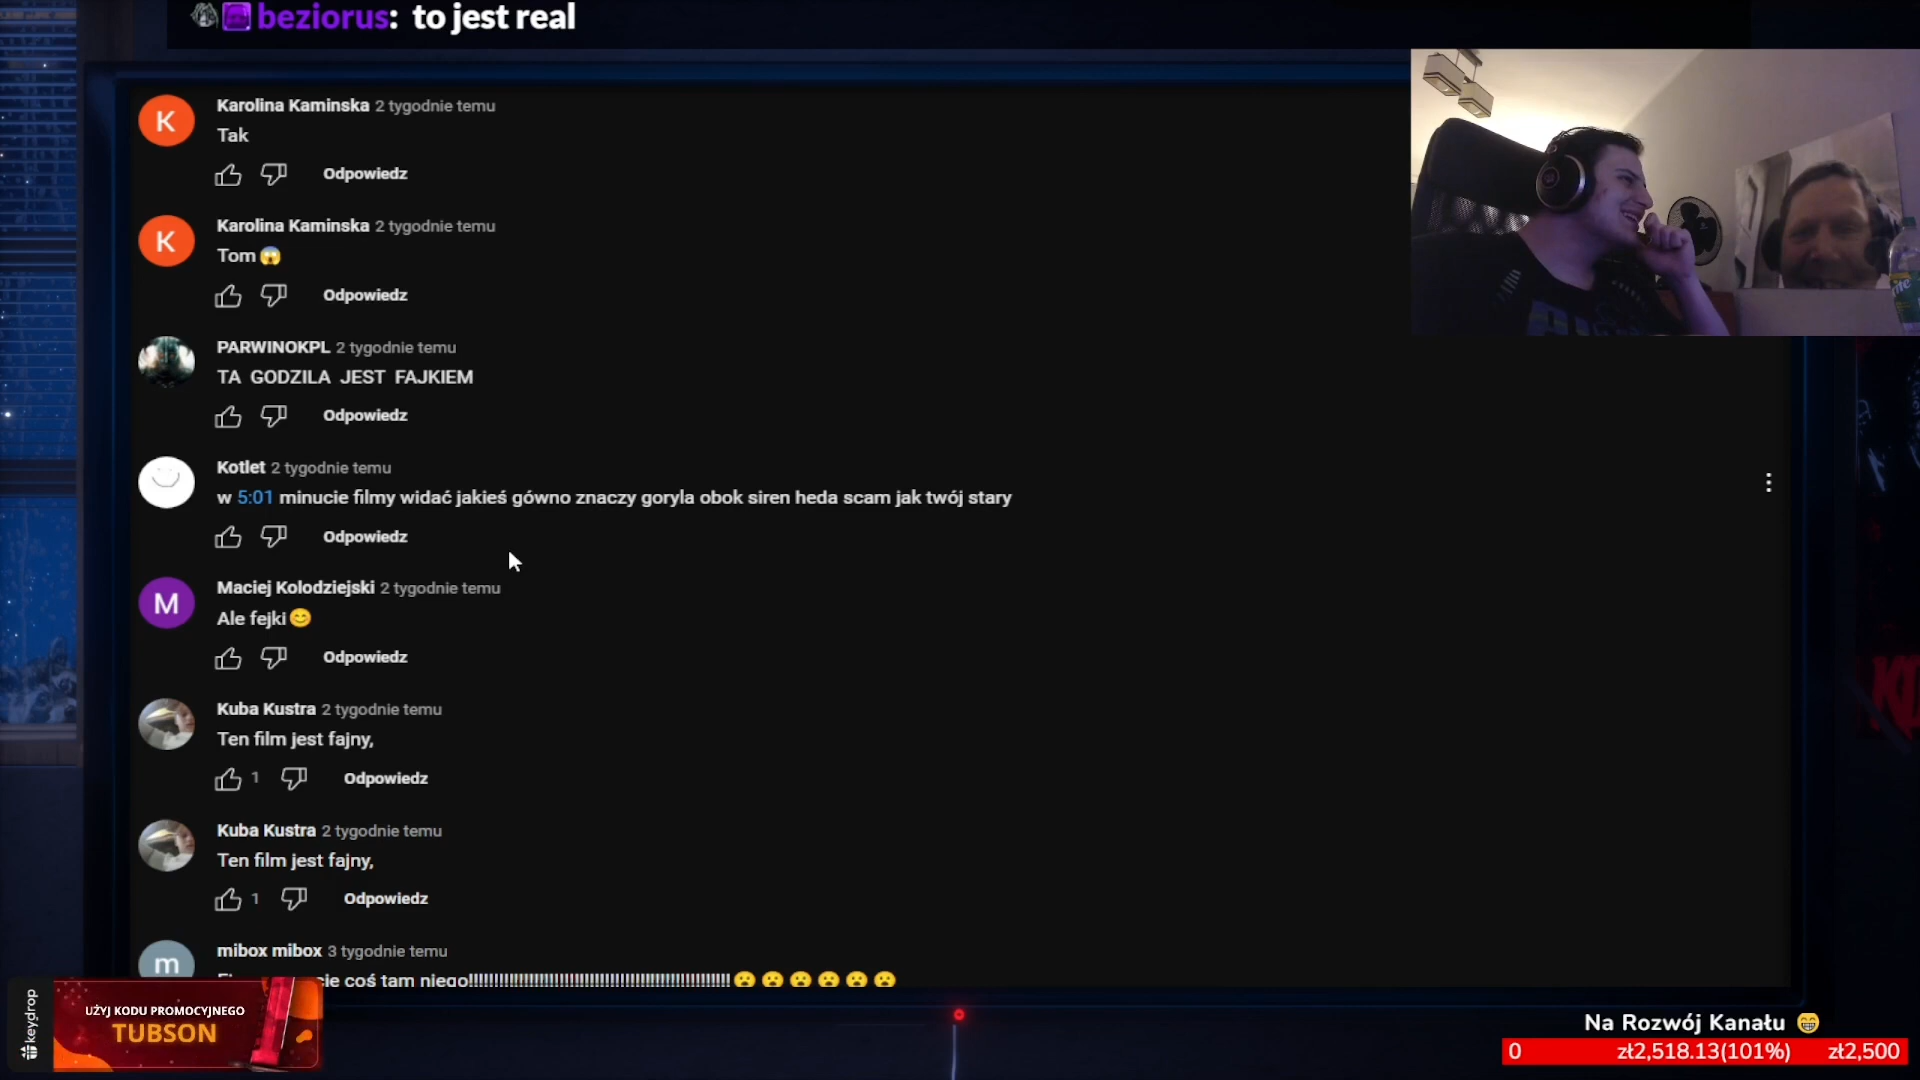 beziorus: to jest real
Karolina Kaminska 2 tygodnie temu
Tak
Odpowiedz
Karolina Kaminska 2 tygodnie temu
Tom 😱
Odpowiedz
PARWINOKPL 2 tygodnie temu
TA GODZILA JEST FAJKIEM
Odpowiedz
Kotlet 2 tygodnie temu
w 5:01 minucie filmy widać jakieś gówno znaczy goryla obok siren heda scam jak twój stary
Odpowiedz
Maciej Kolodziejski 2 tygodnie temu
Ale fejki 😊
Odpowiedz
Kuba Kustra 2 tygodnie temu
Ten film jest fajny,
1 Odpowiedz
Kuba Kustra 2 tygodnie temu
Ten film jest fajny,
1 Odpowiedz
mibox mibox 3 tygodnie temu
coś tam niego!!!!!!!!!!!!!!!!!!!!!!!!!!!!!!!!!!!!!!!!!!!!!!!!!!!! 😮 😮 😮 😮 😮 😮
keydrop
UŻYJ KODU PROMOCYJNEGO
TUBSON
Na Rozwój Kanału 😁
0 zł2,518.13(101%) zł2,500